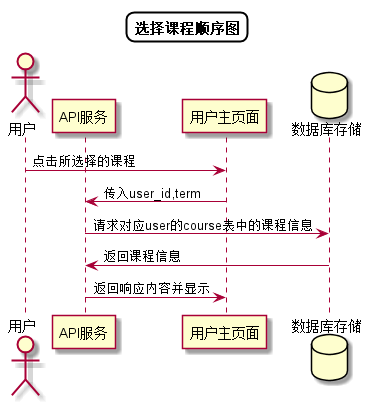 选择课程顺序图
用户
API服务
用户主页面
数据库存储
点击所选择的课程
传入user_id,term
请求对应user的course表中的课程信息
返回课程信息
返回响应内容并显示
用户
API服务
用户主页面
数据库存储